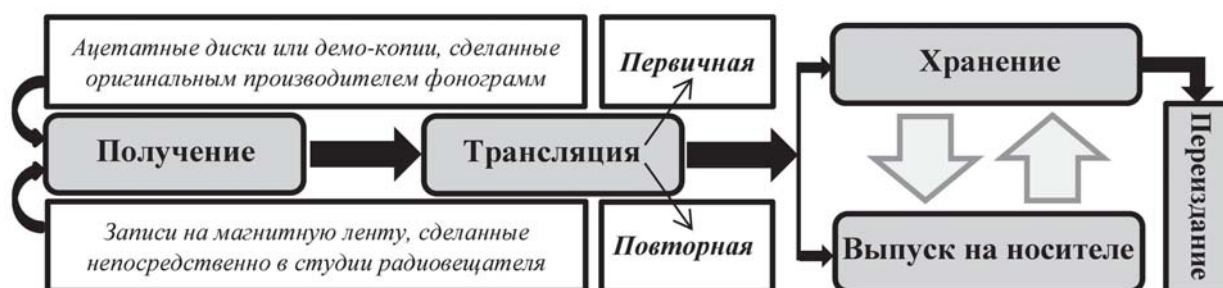 Ацетатные диски или демо-копии, сделанные
оригинальным производителем фонограмм
Получение
Записи на магнитную ленту, сделанные
непосредственно в студии радиовещателя
Первичная
Трансляция
Повторная
Хранение
Выпуск на носителе
Переиздание